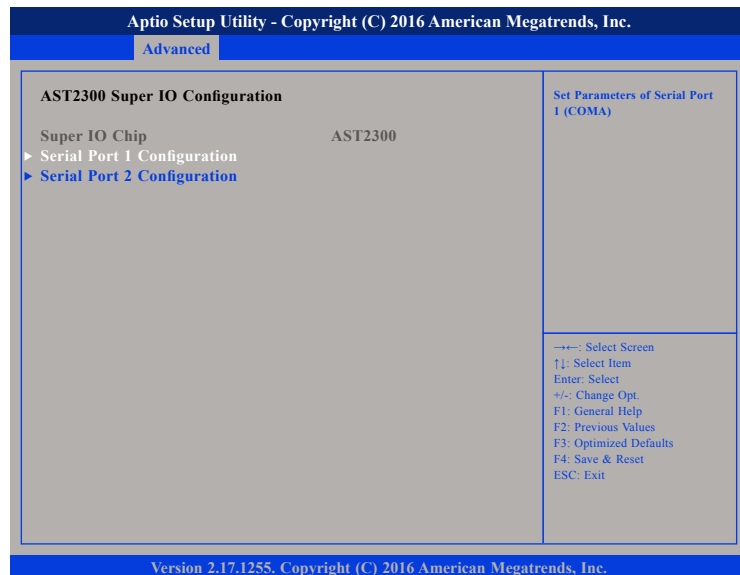 Aptio Setup Utility - Copyright (C) 2016 American Megatrends, Inc.
Advanced
AST2300 Super IO Configuration
Super IO Chip AST2300
► Serial Port 1 Configuration
► Serial Port 2 Configuration
Set Parameters of Serial Port
1 (COMA)
→←: Select Screen
↑↓: Select Item
Enter: Select
+/-: Change Opt.
F1: General Help
F2: Previous Values
F3: Optimized Defaults
F4: Save & Reset
ESC: Exit
Version 2.17.1255. Copyright (C) 2016 American Megatrends, Inc.